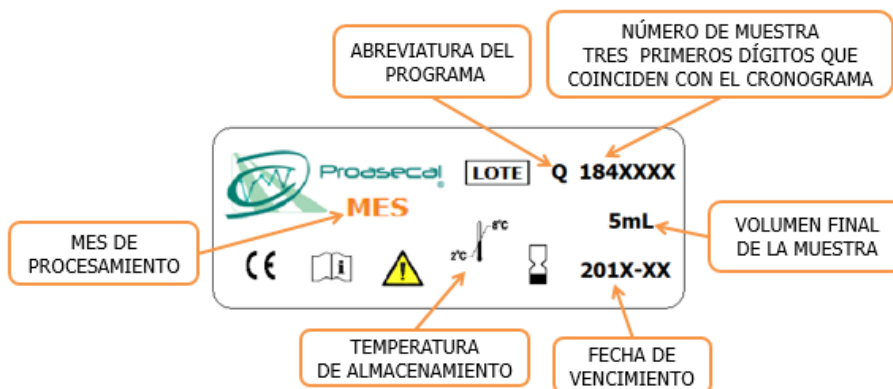 ABREVIATURA DEL
PROGRAMA
NÚMERO DE MUESTRA
TRES PRIMEROS DÍGITOS QUE
COINCIDEN CON EL CRONOGRAMA
Proasecal®
LOTE
Q 184XXXX
MES
5mL
MES DE
PROCESAMIENTO
VOLUMEN FINAL
DE LA MUESTRA
8°C
2°C
CE
i
!
201X-XX
TEMPERATURA
DE ALMACENAMIENTO
FECHA DE
VENCIMIENTO